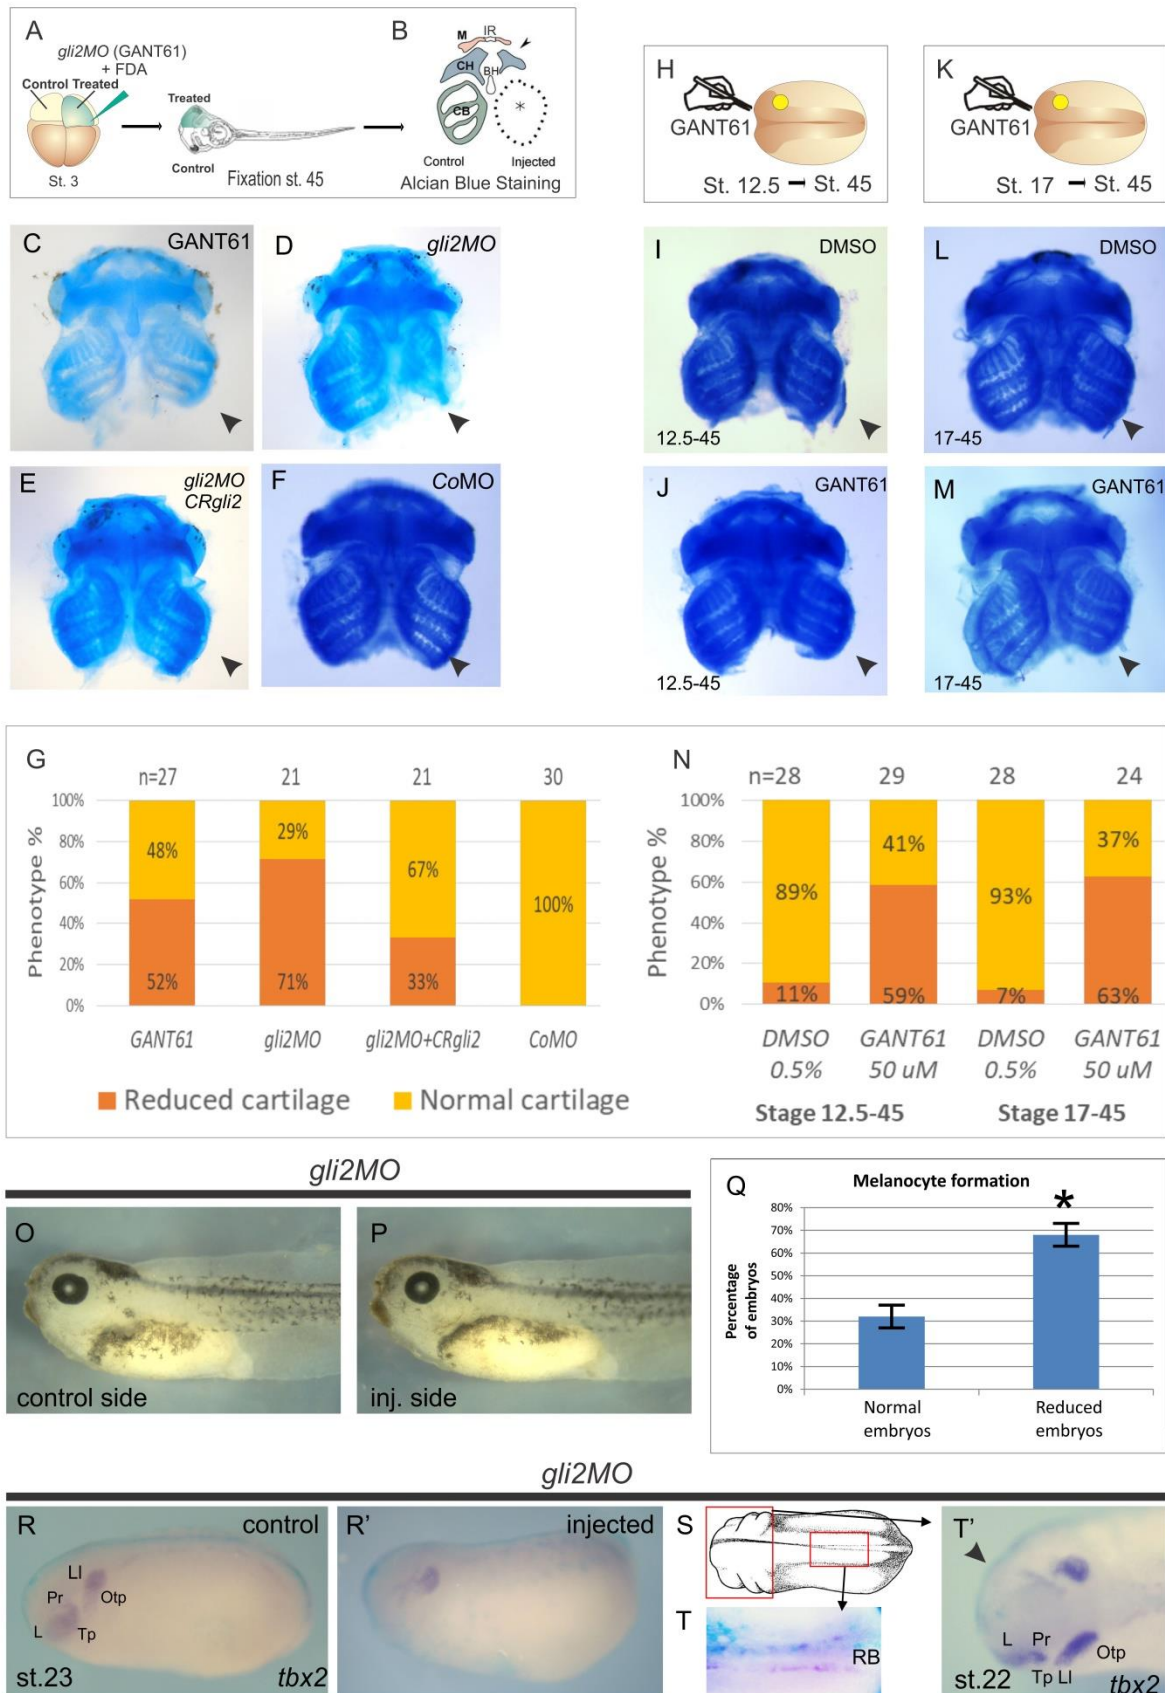 A
gli2MO (GANT61)
+ FDA
Control Treated
St. 3
Treated
Control
Fixation st. 45
B
M
IR
CH
BH
CB
*
Control
Injected
Alcian Blue Staining
H
GANT61
St. 12.5
St. 45
K
GANT61
St. 17
St. 45
C
GANT61
D
gli2MO
I
DMSO
12.5-45
L
DMSO
17-45
E
gli2MO
CRgli2
F
CoMO
J
GANT61
12.5-45
M
GANT61
17-45
G
n=27
21
21
30
Phenotype %
100%
80%
60%
40%
20%
0%
48%
29%
67%
100%
52%
71%
33%
GANT61
gli2MO
gli2MO+CRgli2
CoMO
Reduced cartilage
Normal cartilage
N
n=28
29
28
24
Phenotype %
100%
80%
60%
40%
20%
0%
89%
41%
93%
37%
11%
59%
7%
63%
DMSO
0.5%
GANT61
50 uM
DMSO
0.5%
GANT61
50 uM
Stage 12.5-45
Stage 17-45
gli2MO
O
control side
P
inj. side
Q
Melanocyte formation
*
Percentage
of embryos
80%
70%
60%
50%
40%
30%
20%
10%
0%
Normal
embryos
Reduced
embryos
gli2MO
R
control
Ll
Pr
Otp
L
Tp
st.23
tbx2
R'
injected
S
T
RB
T'
L
Pr
Otp
Tp
Ll
st.22
tbx2